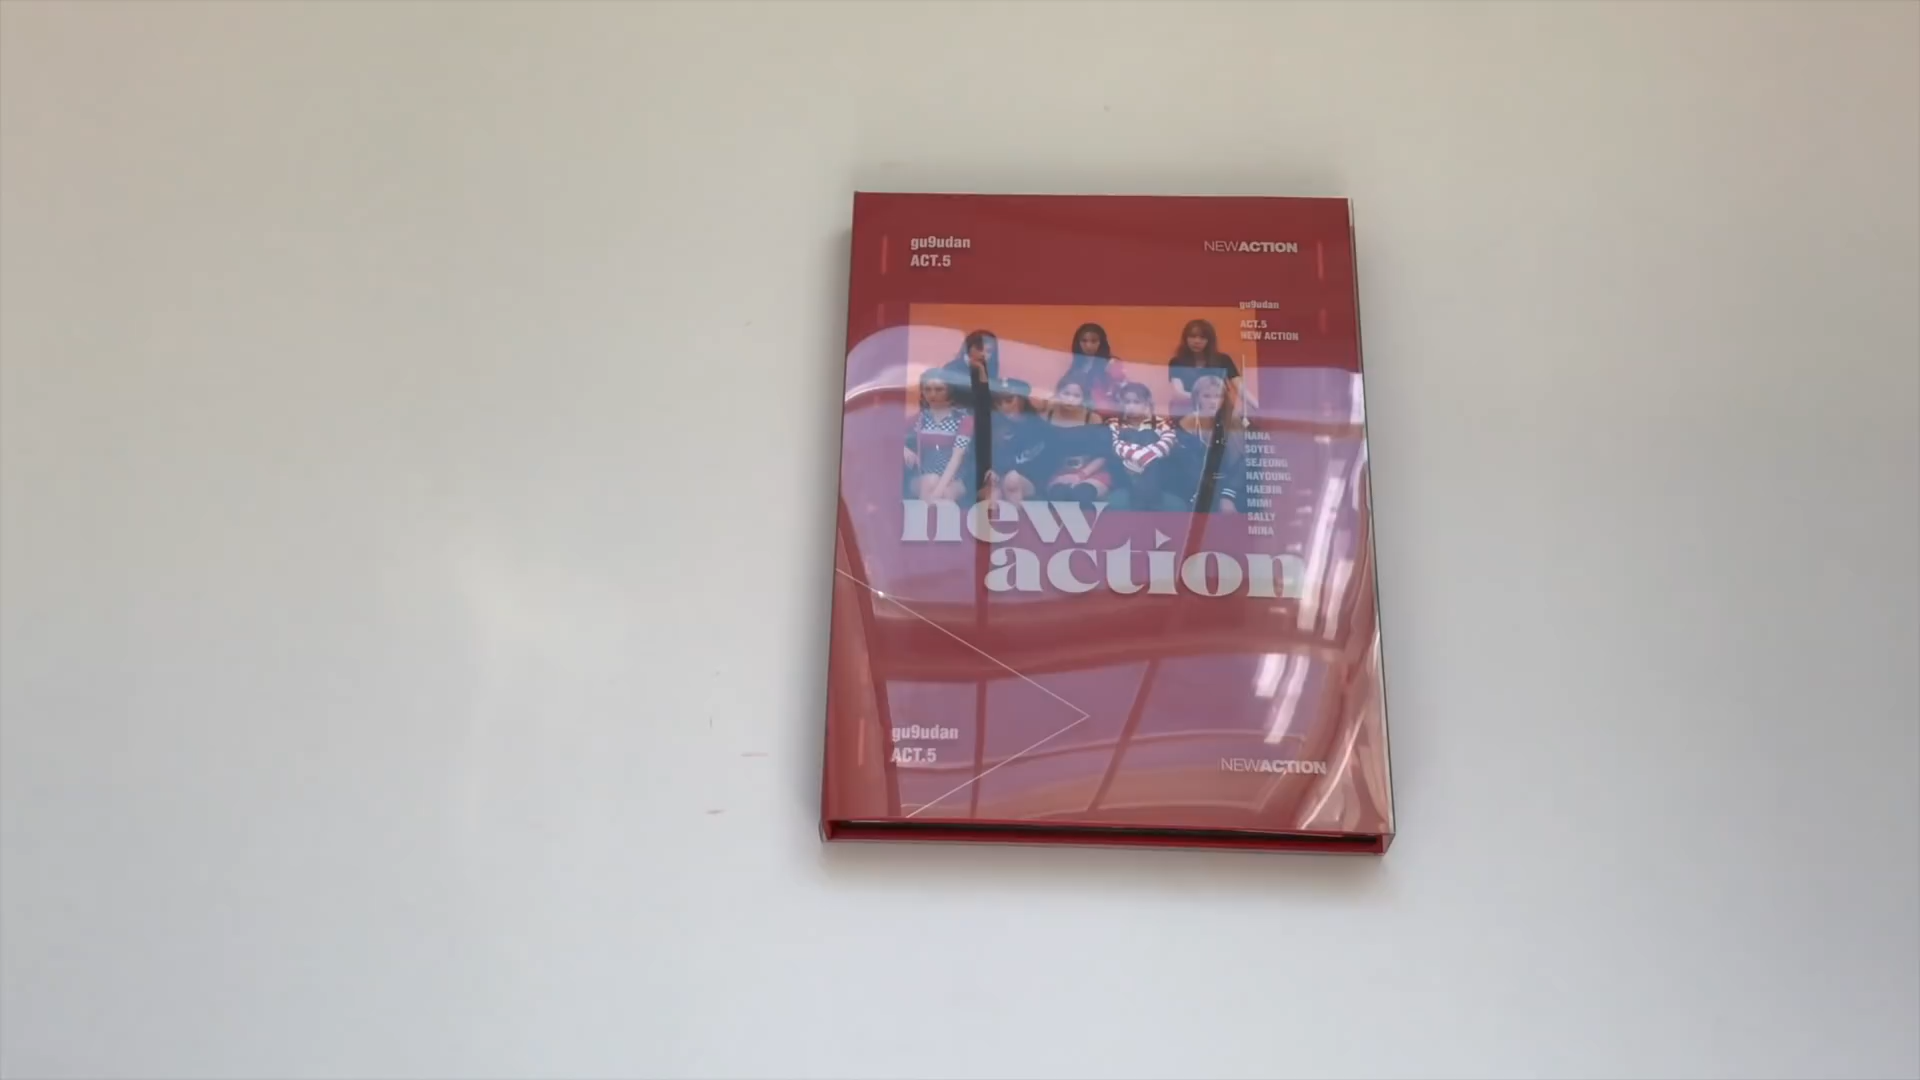 gu9udan
ACT.5
NEWACTION
gu9udan
ACT.5
NEW ACTION
HANA
SOYEE
SEJEONG
NAYOUNG
HAEBIN
MIMI
SALLY
MINA
new
action
gu9udan
ACT.5
NEWACTION